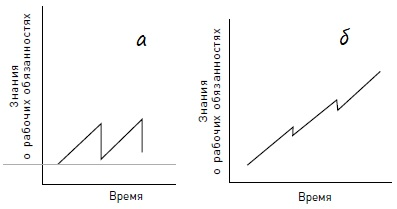 а
Знания
о рабочих обязанностях
Время
б
Знания
о рабочих обязанностях
Время